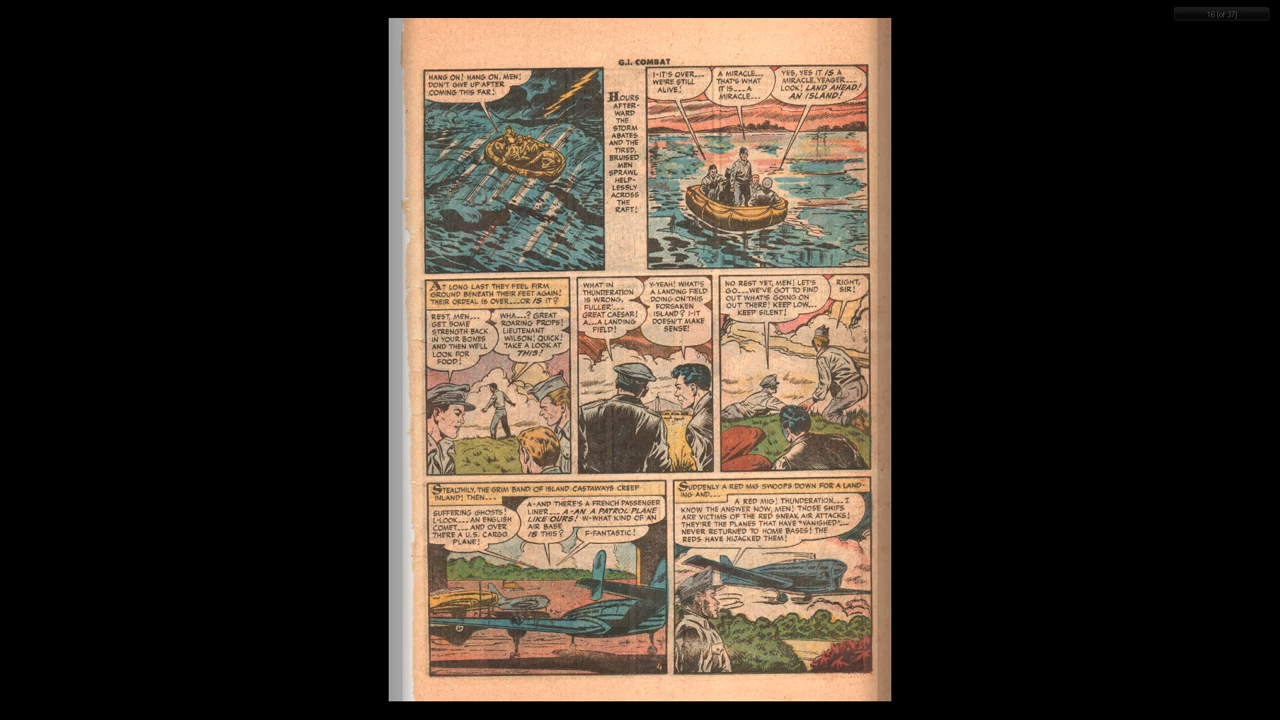 16 (of 37)
G.I. COMBAT
HANG ON! HANG ON, MEN!
DON'T GIVE UP AFTER
COMING THIS FAR!
HOURS
AFTER-
WARD
THE
STORM
ABATES
AND THE
TIRED,
BRUISED
MEN
SPRAWL
HELP-
LESSLY
ACROSS
THE
RAFT!
I-IT'S OVER...
WE'RE STILL
ALIVE!
A MIRACLE...
THAT'S WHAT
IT IS....A
MIRACLE...
YES, YES IT IS A
MIRACLE, YEAGER....
LOOK! LAND AHEAD!
AN ISLAND!
AT LONG LAST THEY FEEL FIRM
GROUND BENEATH THEIR FEET AGAIN!
THEIR ORDEAL IS OVER....OR IS IT?
REST, MEN....
GET SOME
STRENGTH BACK
IN YOUR BONES
AND THEN WE'LL
LOOK FOR
FOOD!
WHA....? GREAT
ROARING PROPS!
LIEUTENANT
WILSON! QUICK!
TAKE A LOOK AT
THIS!
WHAT IN
THUNDERATION
IS WRONG,
FULLER?...
GREAT CAESAR!
A...A LANDING
FIELD!
Y-YEAH! WHAT'S
A LANDING FIELD
DOING ON THIS
FORSAKEN
ISLAND? I-IT
DOESN'T MAKE
SENSE!
NO REST YET, MEN! LET'S
GO....WE'VE GOT TO FIND
OUT WHAT'S GOING ON
OUT THERE! KEEP LOW...
KEEP SILENT!
RIGHT,
SIR!
STEALTHILY, THE GRIM BAND OF ISLAND CASTAWAYS CREEP
INLAND! THEN...
SUFFERING GHOSTS!
L-LOOK....AN ENGLISH
COMET....AND OVER
THERE A U.S. CARGO
PLANE!
A-AND THERE'S A FRENCH PASSENGER
LINER....A-AN A PATROL PLANE
LIKE OURS! W-WHAT KIND OF AN
AIR BASE
IS THIS?
F-FANTASTIC!
SUDDENLY A RED MIG SWOOPS DOWN FOR A LAND-
ING AND...
A RED MIG! THUNDERATION... I
KNOW THE ANSWER NOW, MEN! THOSE SHIPS
ARE VICTIMS OF THE RED SNEAK AIR ATTACKS!
THEY'RE THE PLANES THAT HAVE "VANISHED"...
NEVER RETURNED TO HOME BASES! THE
REDS HAVE HIJACKED THEM!
4